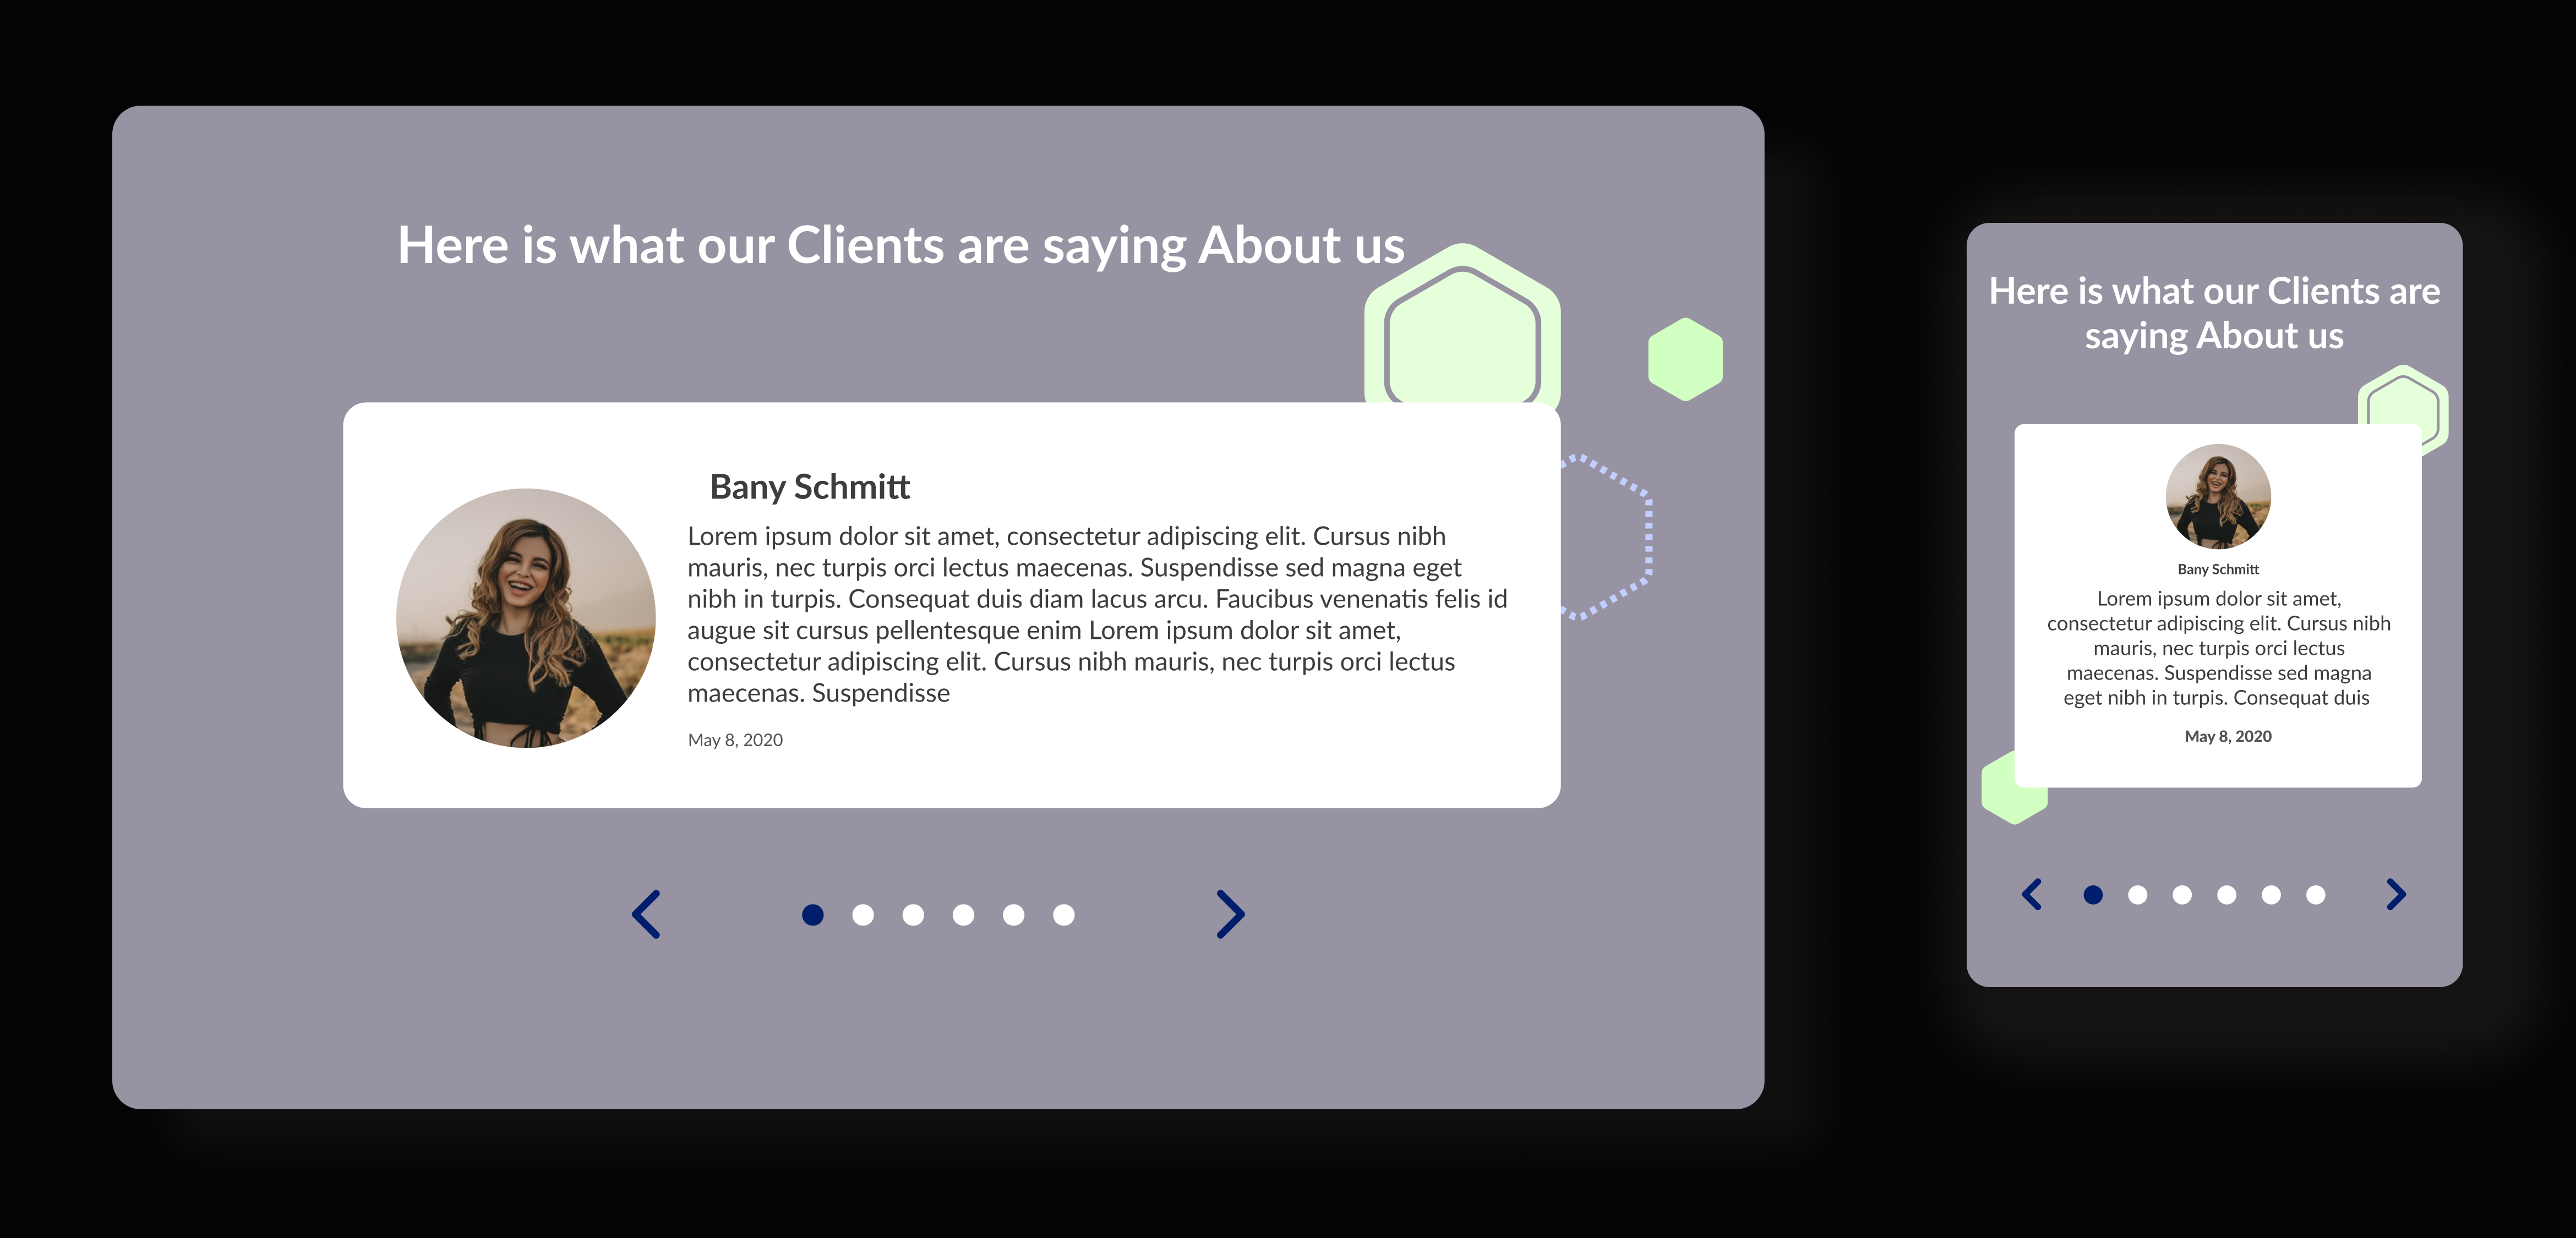 Here is what our Clients are saying About us
Bany Schmitt
Lorem ipsum dolor sit amet, consectetur adipiscing elit. Cursus nibh
mauris, nec turpis orci lectus maecenas. Suspendisse sed magna eget
nibh in turpis. Consequat duis diam lacus arcu. Faucibus venenatis felis id
augue sit cursus pellentesque enim Lorem ipsum dolor sit amet,
consectetur adipiscing elit. Cursus nibh mauris, nec turpis orci lectus
maecenas. Suspendisse
May 8, 2020
Here is what our Clients are
saying About us
Bany Schmitt
Lorem ipsum dolor sit amet,
consectetur adipiscing elit. Cursus nibh
mauris, nec turpis orci lectus
maecenas. Suspendisse sed magna
eget nibh in turpis. Consequat duis
May 8, 2020